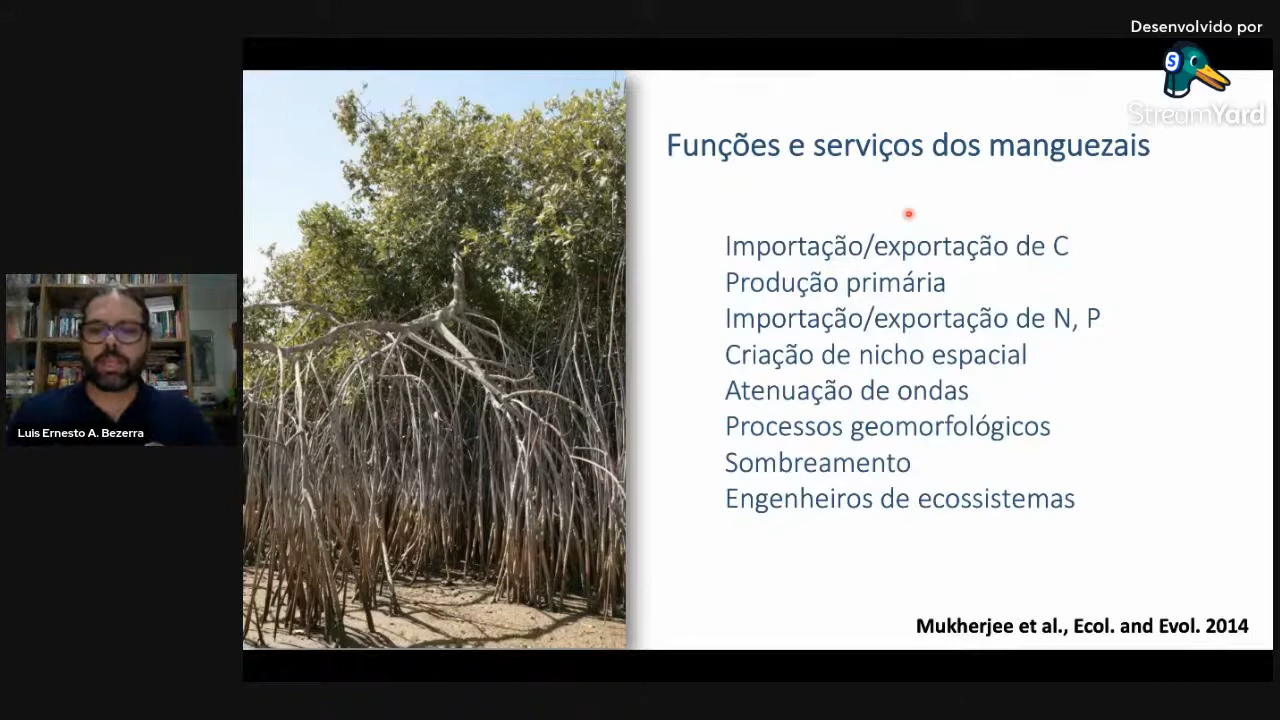 Desenvolvido por
StreamYard
Funções e serviços dos manguezais
Importação/exportação de C
Produção primária
Importação/exportação de N, P
Criação de nicho espacial
Atenuação de ondas
Processos geomorfológicos
Sombreamento
Engenheiros de ecossistemas
Mukherjee et al., Ecol. and Evol. 2014
Luis Ernesto A. Bezerra